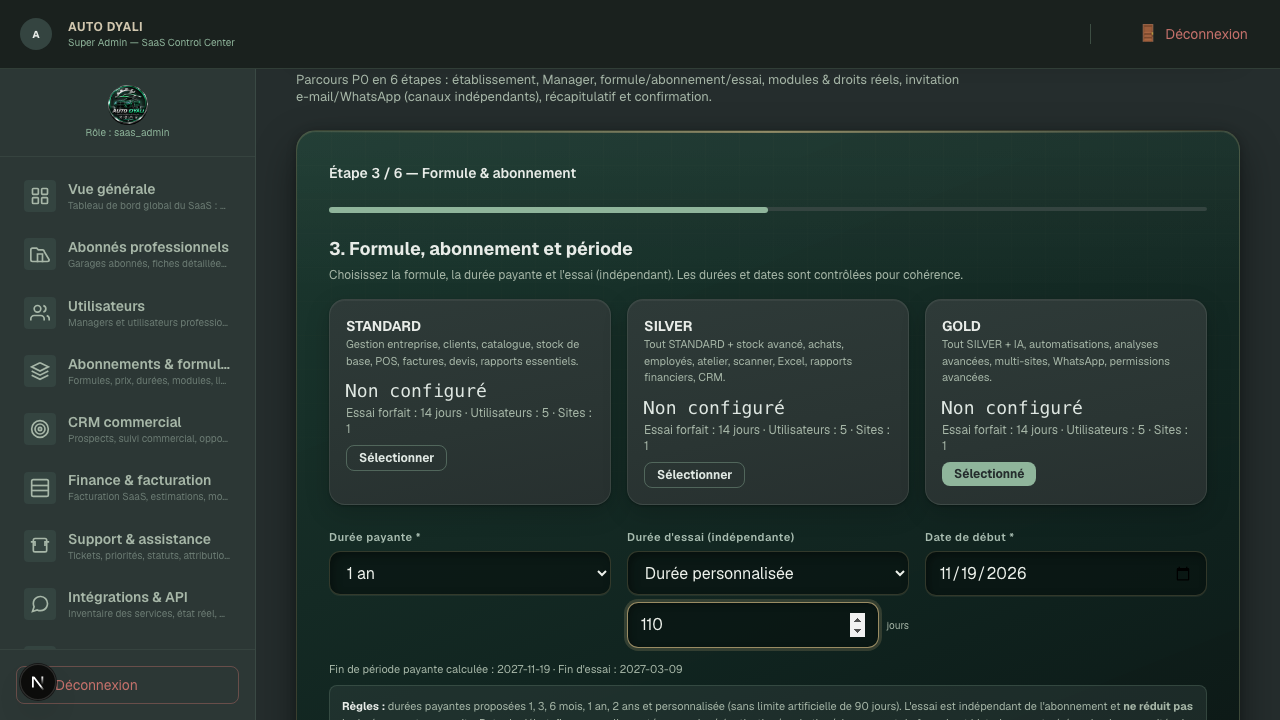 A
AUTO DYALI
Super Admin — SaaS Control Center
Déconnexion
Rôle : saas_admin
Vue générale
Tableau de bord global du SaaS : ...
Abonnés professionnels
Garages abonnés, fiches détaillée...
Utilisateurs
Managers et utilisateurs professio...
Abonnements & formul...
Formules, prix, durées, modules, li...
CRM commercial
Prospects, suivi commercial, oppo...
Finance & facturation
Facturation SaaS, estimations, mo...
Support & assistance
Tickets, priorités, statuts, attributio...
Intégrations & API
Inventaire des services, état réel, ...
N
Déconnexion
Parcours P0 en 6 étapes : établissement, Manager, formule/abonnement/essai, modules & droits réels, invitation
e-mail/WhatsApp (canaux indépendants), récapitulatif et confirmation.
Étape 3 / 6 — Formule & abonnement
3. Formule, abonnement et période
Choisissez la formule, la durée payante et l'essai (indépendant). Les durées et dates sont contrôlées pour cohérence.
STANDARD
Gestion entreprise, clients, catalogue, stock de
base, POS, factures, devis, rapports essentiels.
Non configuré
Essai forfait : 14 jours · Utilisateurs : 5 · Sites :
1
Sélectionner
SILVER
Tout STANDARD + stock avancé, achats,
employés, atelier, scanner, Excel, rapports
financiers, CRM.
Non configuré
Essai forfait : 14 jours · Utilisateurs : 5 · Sites :
1
Sélectionner
GOLD
Tout SILVER + IA, automatisations, analyses
avancées, multi-sites, WhatsApp, permissions
avancées.
Non configuré
Essai forfait : 14 jours · Utilisateurs : 5 · Sites :
1
Sélectionné
Durée payante *
1 an
Durée d'essai (indépendante)
Durée personnalisée
110
jours
Date de début *
11/19/2026
Fin de période payante calculée : 2027-11-19 · Fin d'essai : 2027-03-09
Règles : durées payantes proposées 1, 3, 6 mois, 1 an, 2 ans et personnalisée (sans limite artificielle de 90 jours). L'essai est indépendant de l'abonnement et ne réduit pas